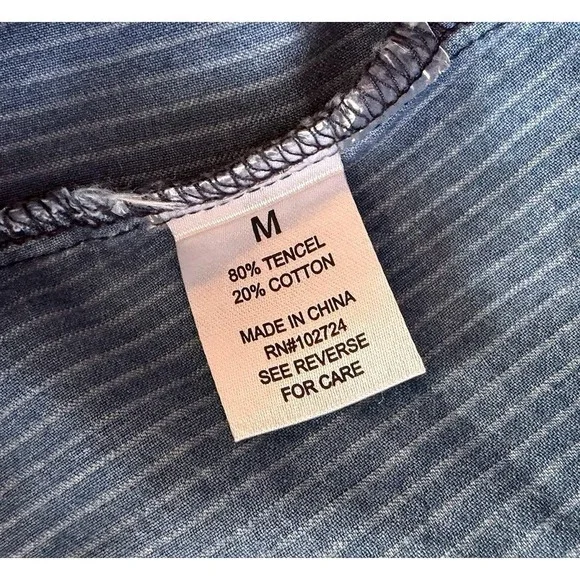 M
80% TENCEL
20% COTTON
MADE IN CHINA
RN#102724
SEE REVERSE
FOR CARE